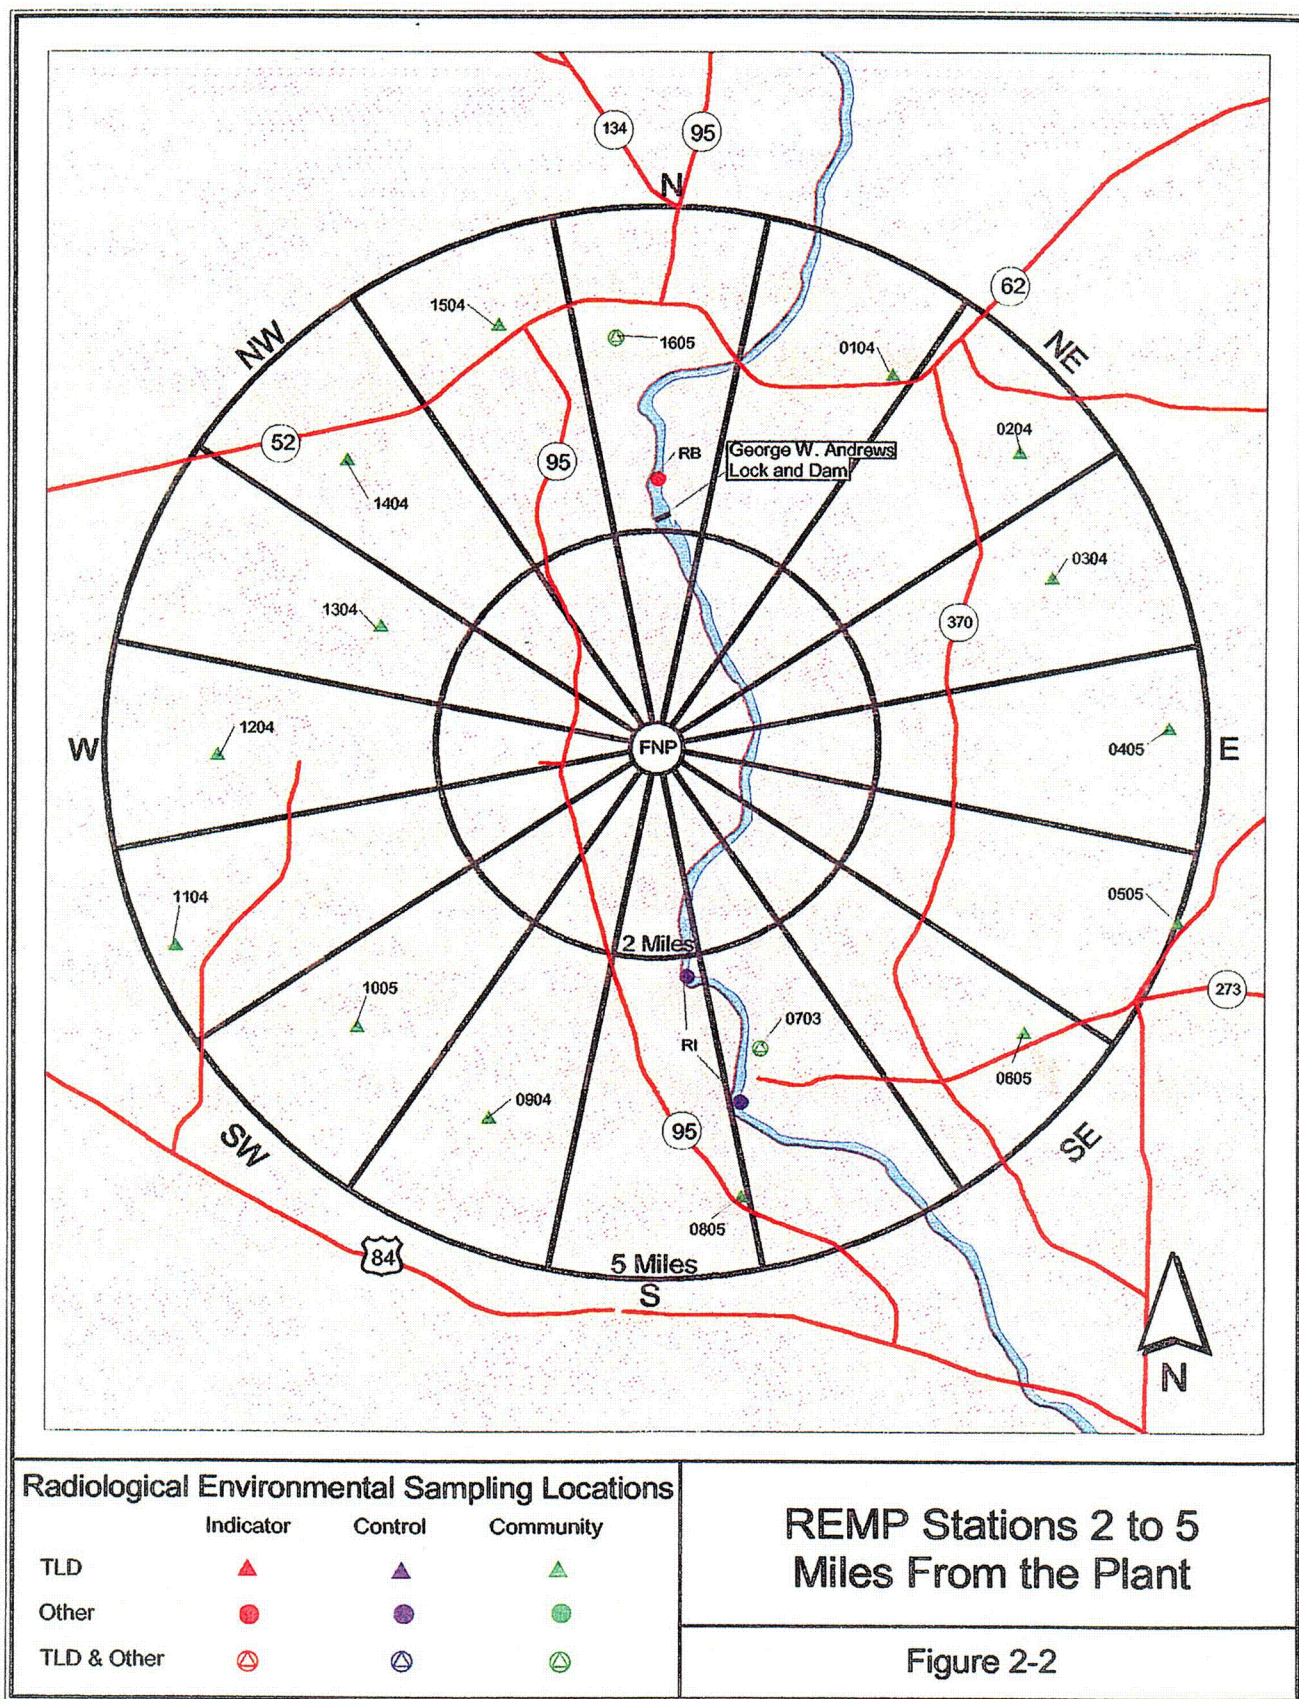 134
95
N
62
1504
NW
1605
0104
NE
52
0204
RB
George W. Andrews
Lock and Dam
95
1404
0304
1304
370
1204
W
FNP
E
0405
1104
0505
2 Miles
273
1005
0703
RI
0605
0904
95
SW
SE
0805
84
5 Miles
S
N
Radiological Environmental Sampling Locations
Indicator Control Community
TLD
Other
TLD & Other
REMP Stations 2 to 5
Miles From the Plant
Figure 2-2